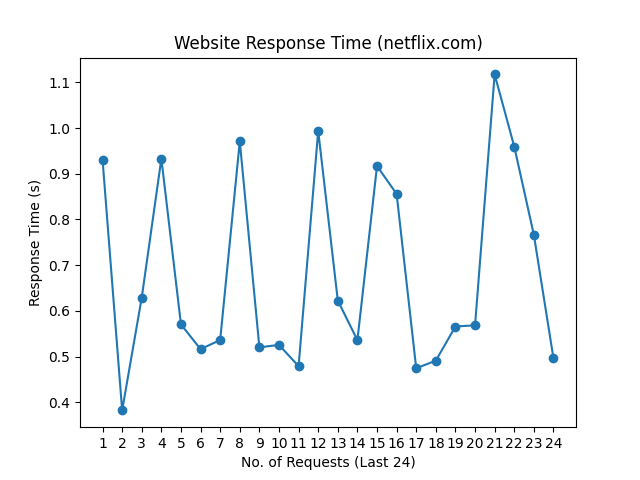 Website Response Time (netflix.com)
1.1
1.0
0.9
0.8
0.7
0.6
0.5
0.4
Response Time (s)
1 2 3 4 5 6 7 8 9 10 11 12 13 14 15 16 17 18 19 20 21 22 23 24
No. of Requests (Last 24)